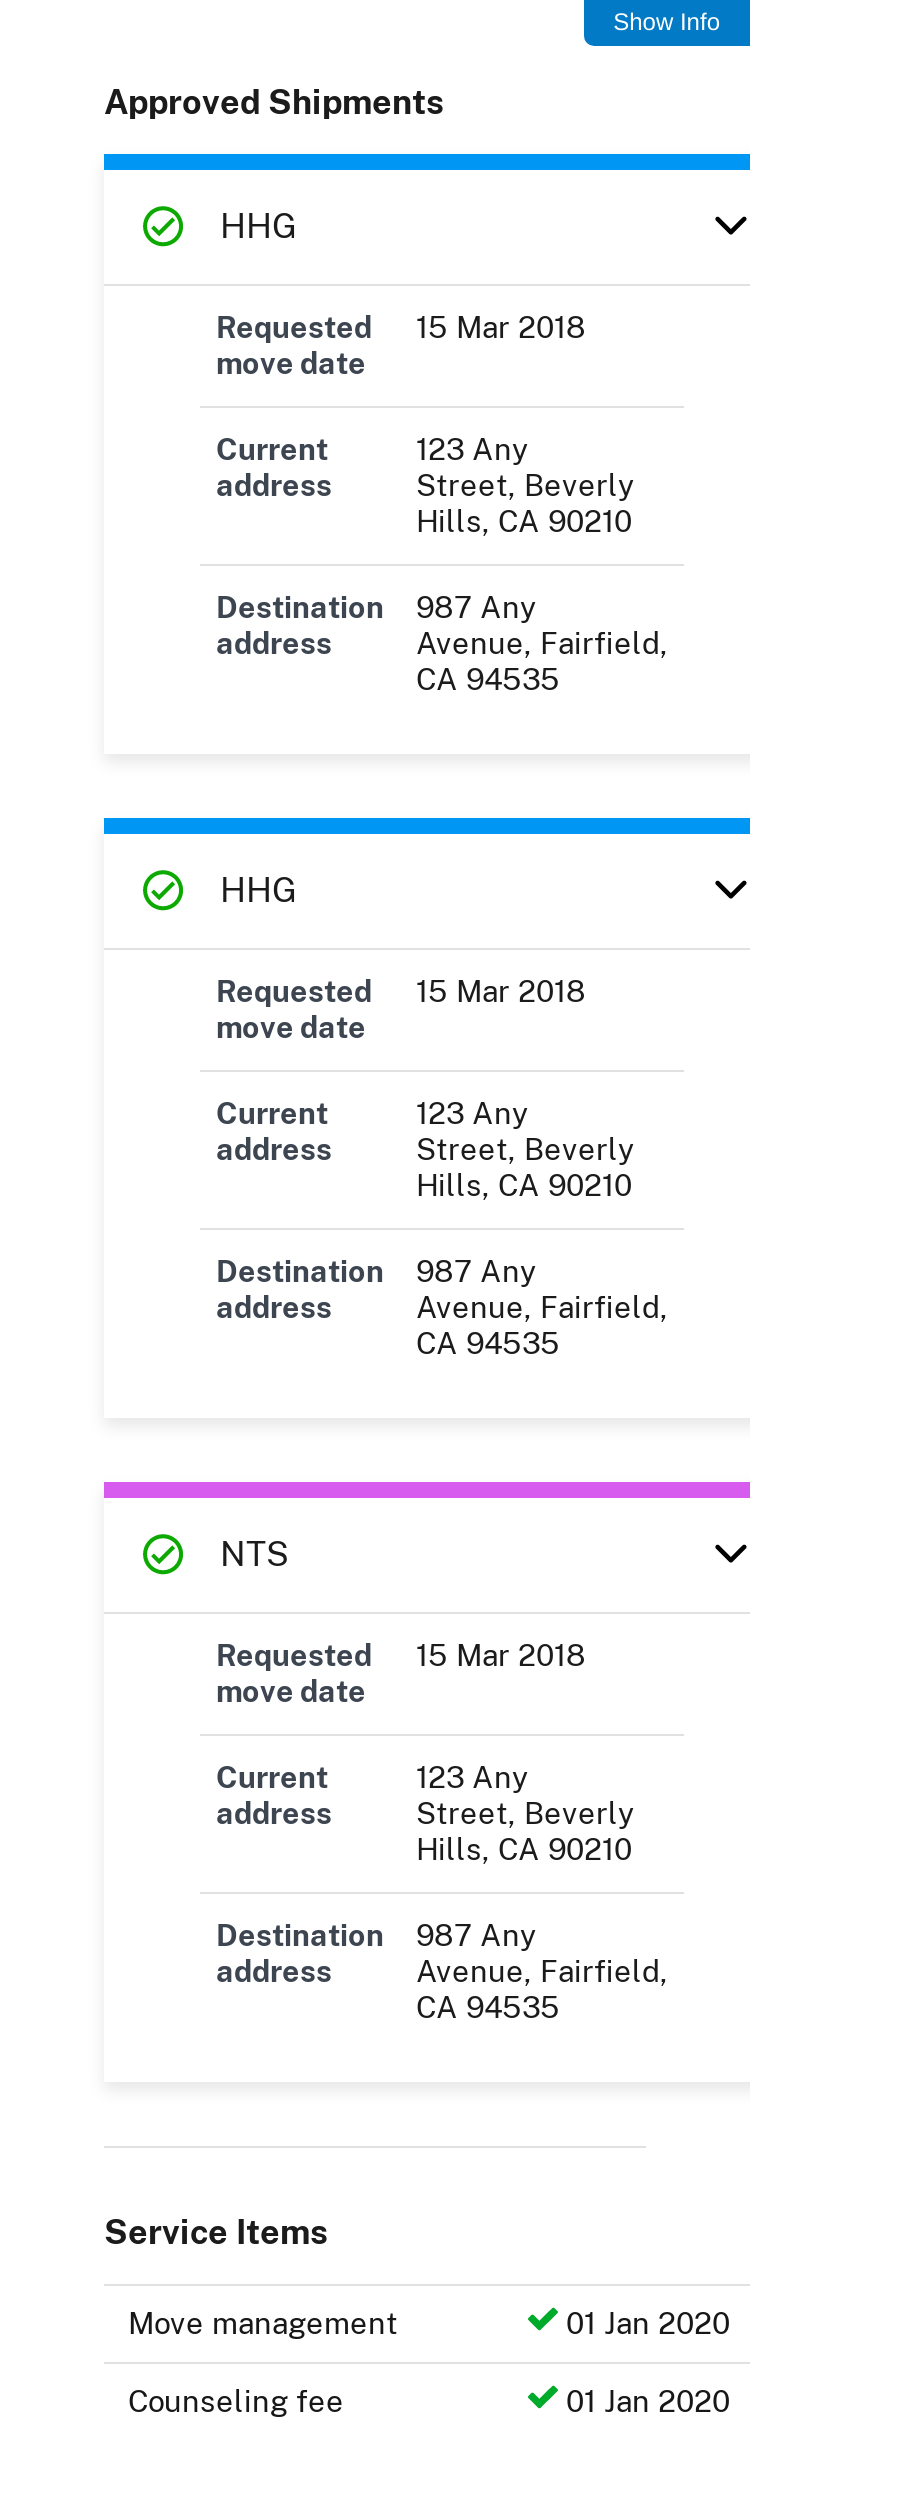 Show Info
Approved Shipments
HHG
Requested 15 Mar 2018
move date
Current 123 Any
address Street, Beverly
Hills, CA 90210
Destination 987 Any
address Avenue, Fairfield,
CA 94535
HHG
Requested 15 Mar 2018
move date
Current 123 Any
address Street, Beverly
Hills, CA 90210
Destination 987 Any
address Avenue, Fairfield,
CA 94535
NTS
Requested 15 Mar 2018
move date
Current 123 Any
address Street, Beverly
Hills, CA 90210
Destination 987 Any
address Avenue, Fairfield,
CA 94535
Service Items
Move management 01 Jan 2020
Counseling fee 01 Jan 2020